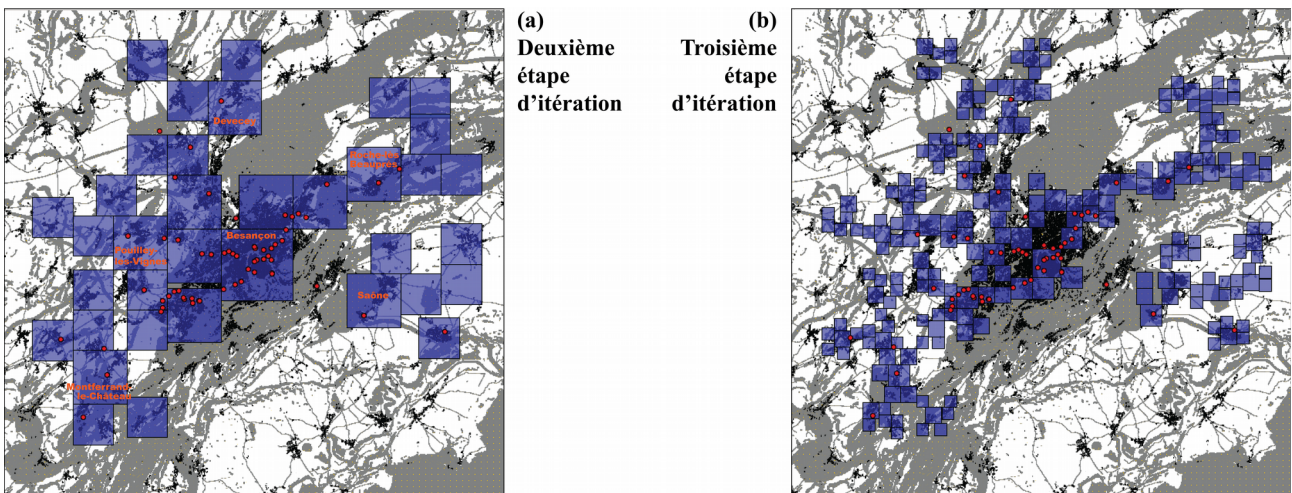 (a)
Deuxième
étape
d'itération
(b)
Troisième
étape
d'itération
Devecey
Besançon
Pouilley-
les-Vignes
Saône
Montferrand-
le-Château